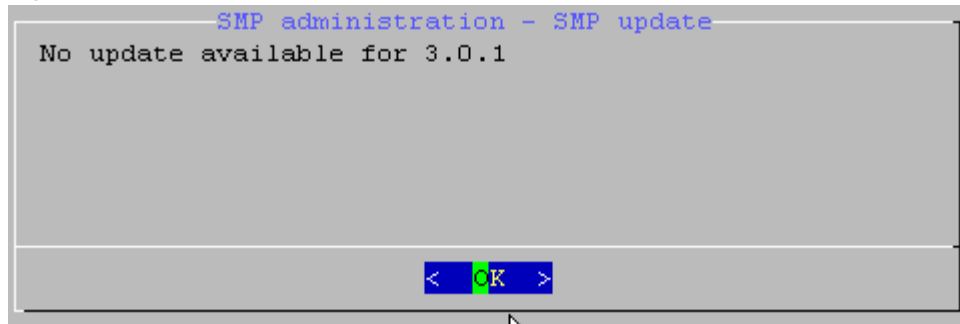 SMP administration - SMP update
No update available for 3.0.1
< OK >